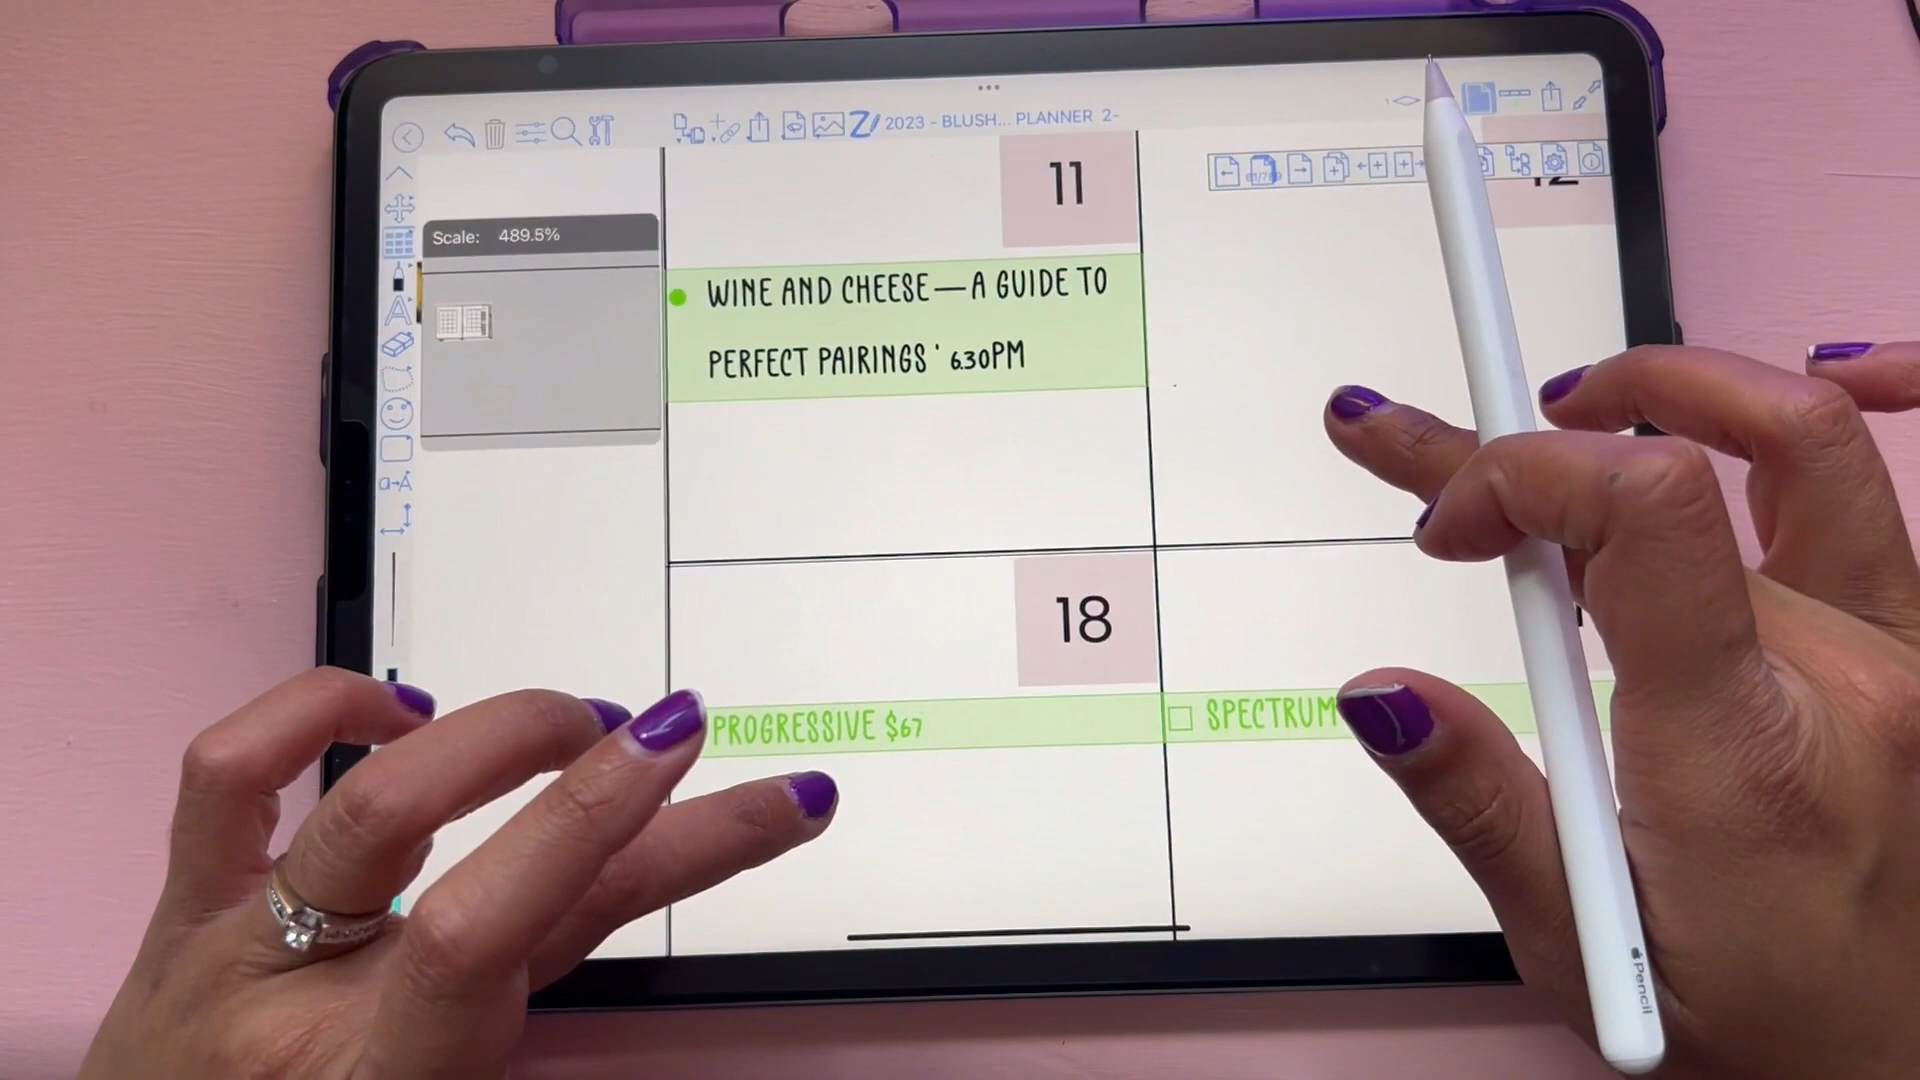 2023 - BLUSH... PLANNER 2-
Scale: 489.5%
11
12
WINE AND CHEESE—A GUIDE TO
PERFECT PAIRINGS ' 6.30PM
18
PROGRESSIVE $67
SPECTRUM
Pencil